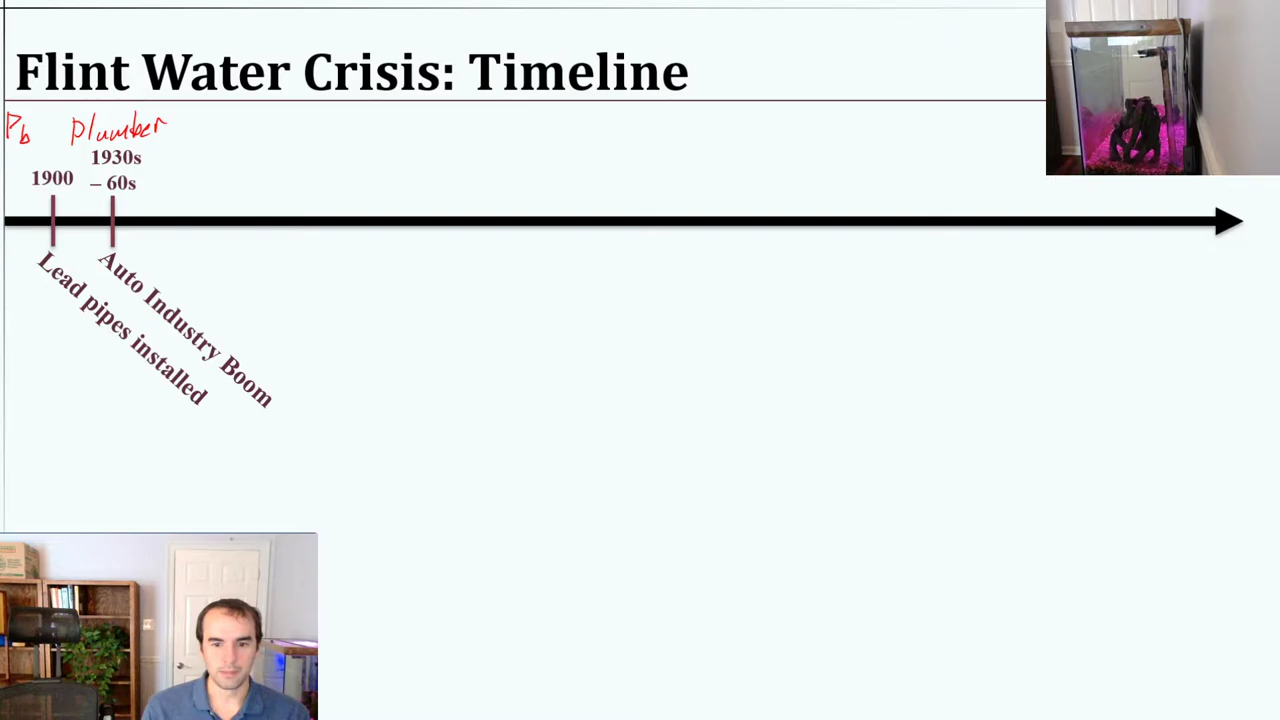 Flint Water Crisis: Timeline
Pb plumber
1930s
1900 – 60s
Lead pipes installed
Auto Industry Boom